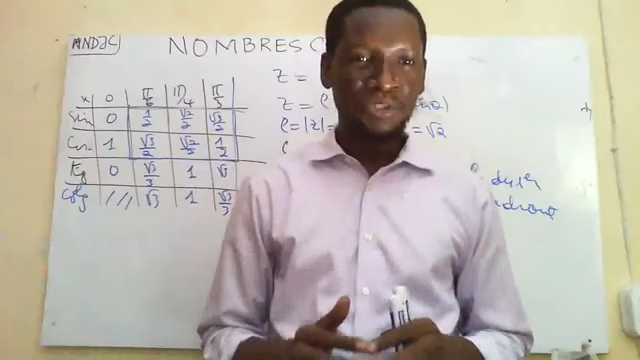 NOMBRES C
x 0 π/6 π/4 π/3
Sin 0 1/2 √2/2 √3/2
Cos 1 √3/2 √2/2 1/2
tg 0 √3/3 1 √3
Cotg /// √3 1 √3/3
Z =
Z = ρ
ρ = |Z| = = √2